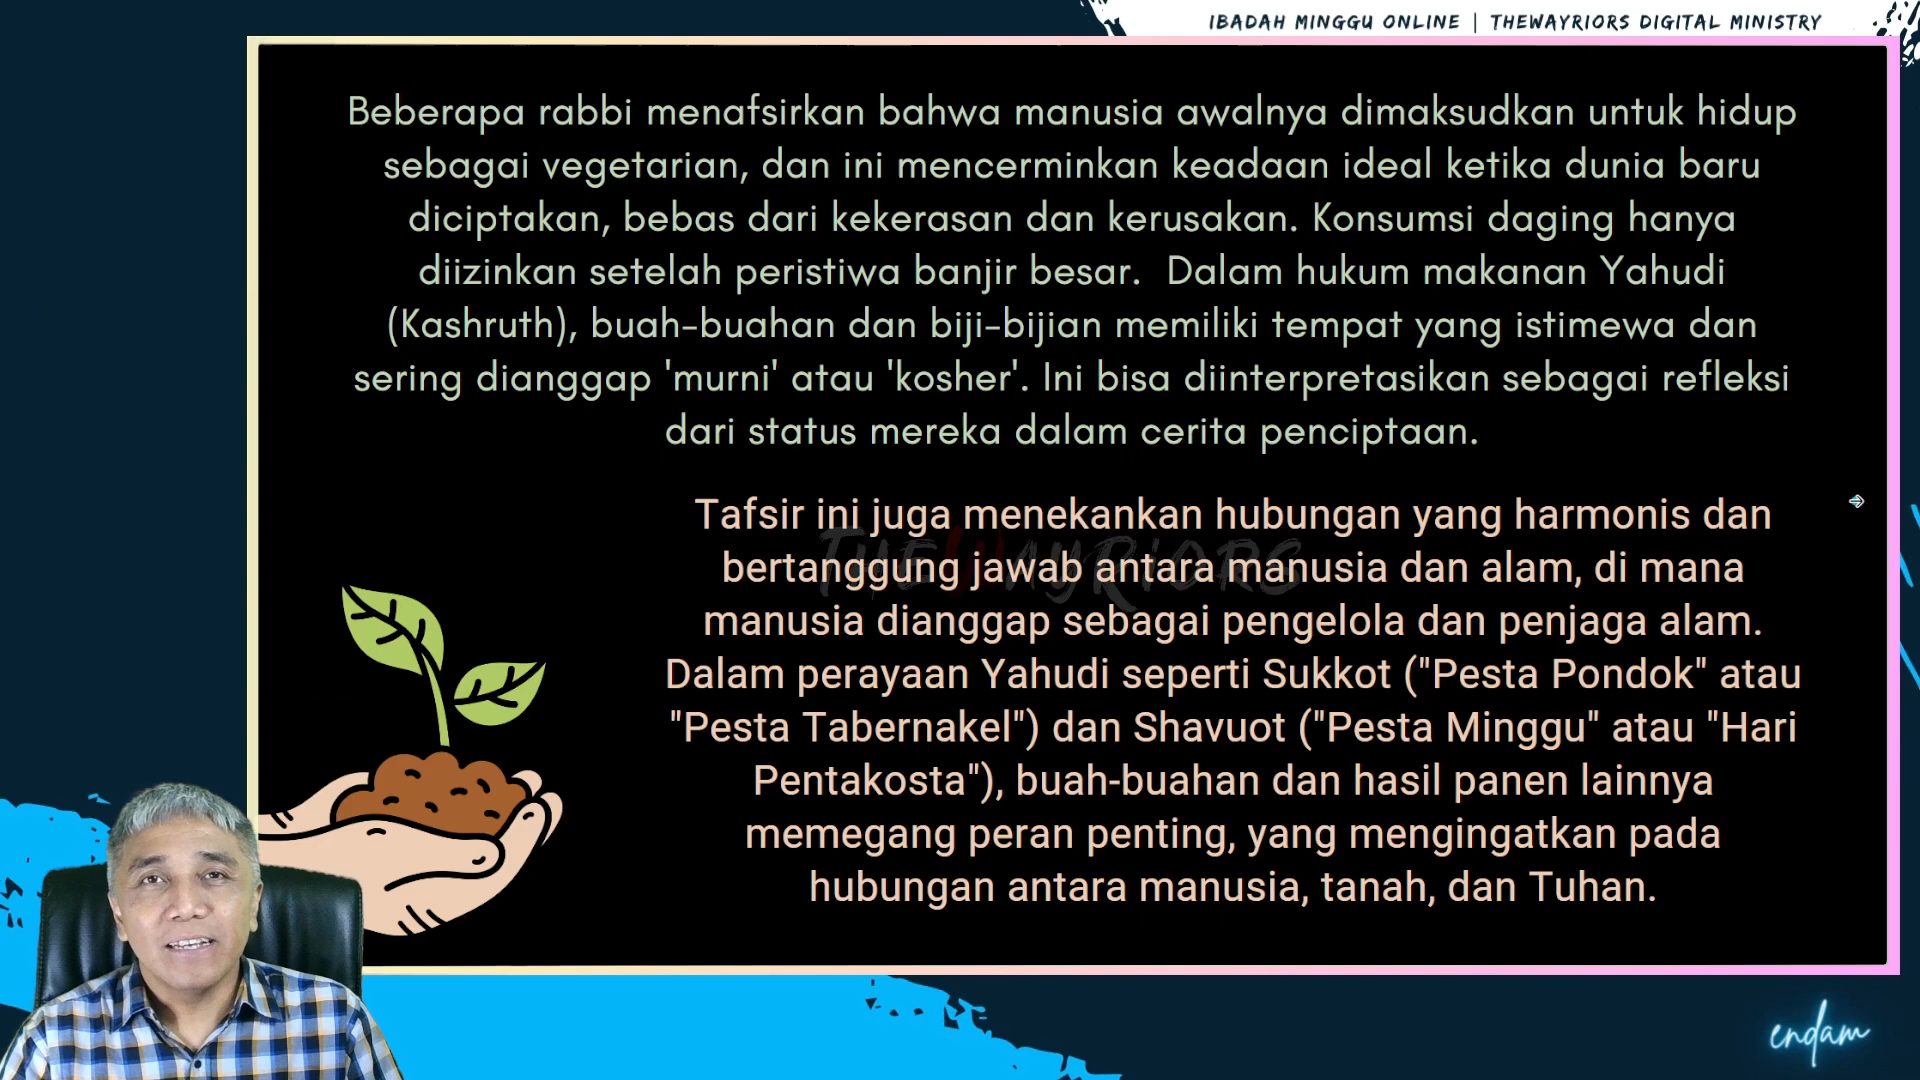 IBADAH MINGGU ONLINE | THEWAYRIORS DIGITAL MINISTRY
Beberapa rabbi menafsirkan bahwa manusia awalnya dimaksudkan untuk hidup
sebagai vegetarian, dan ini mencerminkan keadaan ideal ketika dunia baru
diciptakan, bebas dari kekerasan dan kerusakan. Konsumsi daging hanya
diizinkan setelah peristiwa banjir besar. Dalam hukum makanan Yahudi
(Kashruth), buah-buahan dan biji-bijian memiliki tempat yang istimewa dan
sering dianggap 'murni' atau 'kosher'. Ini bisa diinterpretasikan sebagai refleksi
dari status mereka dalam cerita penciptaan.
Tafsir ini juga menekankan hubungan yang harmonis dan
bertanggung jawab antara manusia dan alam, di mana
manusia dianggap sebagai pengelola dan penjaga alam.
Dalam perayaan Yahudi seperti Sukkot ("Pesta Pondok" atau
"Pesta Tabernakel") dan Shavuot ("Pesta Minggu" atau "Hari
Pentakosta"), buah-buahan dan hasil panen lainnya
memegang peran penting, yang mengingatkan pada
hubungan antara manusia, tanah, dan Tuhan.
THEWAYRIORS
endam